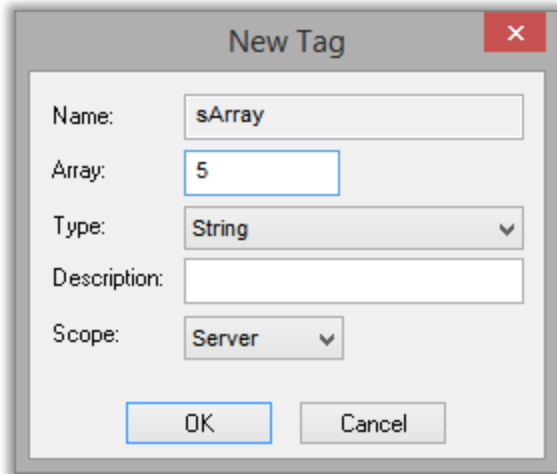 New Tag
Name: sArray
Array: 5
Type: String
Description:
Scope: Server
OK Cancel